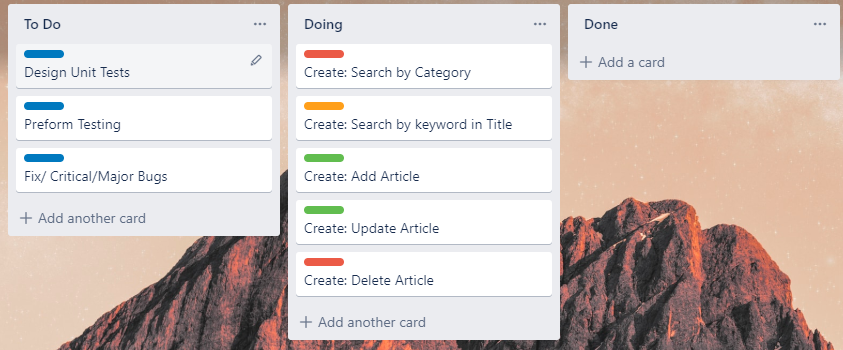 To Do
Design Unit Tests
Preform Testing
Fix/ Critical/Major Bugs
Add another card
Doing
Create: Search by Category
Create: Search by keyword in Title
Create: Add Article
Create: Update Article
Create: Delete Article
Add another card
Done
Add a card